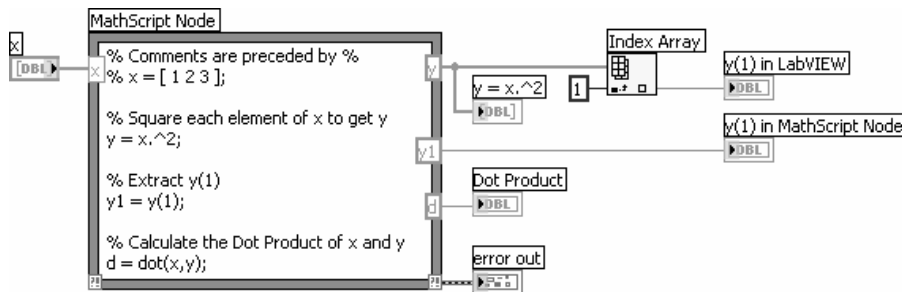 MathScript Node
x
DBL
x
% Comments are preceded by %
% x = [ 1 2 3 ];
% Square each element of x to get y
y = x.^2;
% Extract y(1)
y1 = y(1);
% Calculate the Dot Product of x and y
d = dot(x,y);
y
y1
d
?!
?!
y = x.^2
DBL
Index Array
1
y(1) in LabVIEW
DBL
y(1) in MathScript Node
DBL
Dot Product
DBL
error out